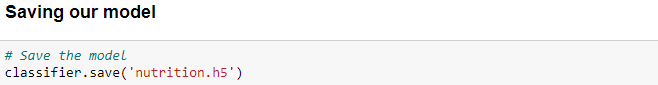 Saving our model
# Save the model
classifier.save('nutrition.h5')